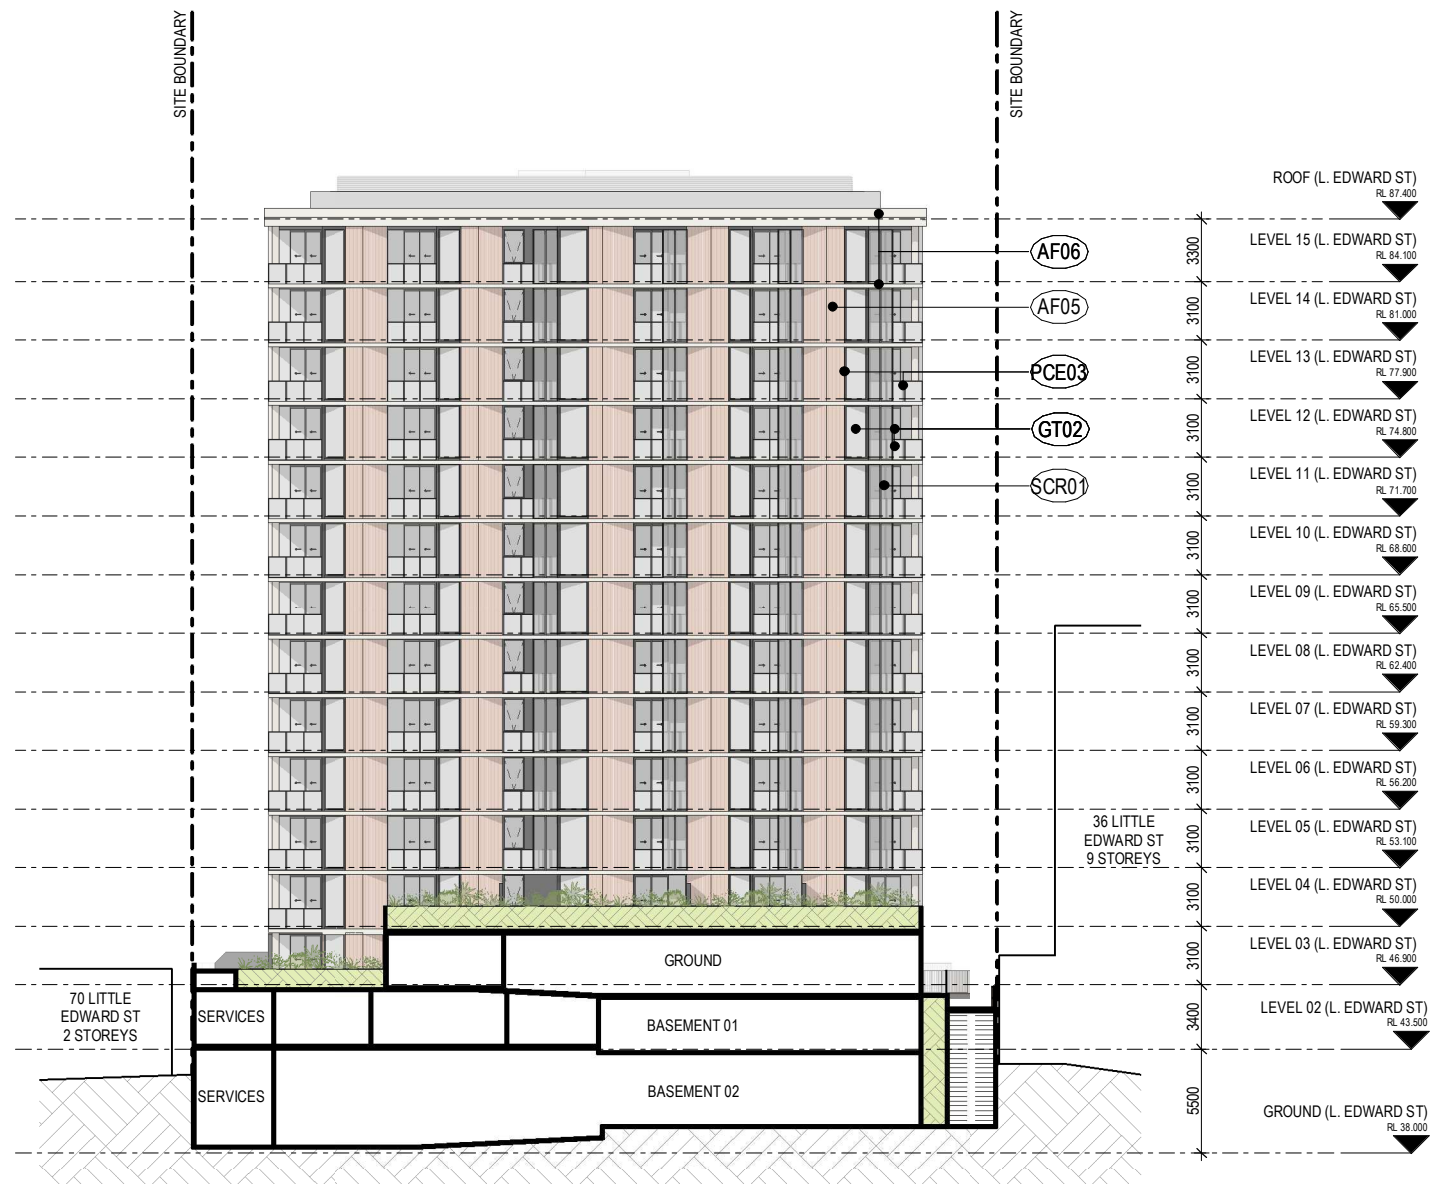 SITE BOUNDARY
SITE BOUNDARY
ROOF (L. EDWARD ST)
RL 87.400
3300
LEVEL 15 (L. EDWARD ST)
RL 84.100
AF06
3100
LEVEL 14 (L. EDWARD ST)
RL 81.000
AF05
3100
LEVEL 13 (L. EDWARD ST)
RL 77.900
PCE03
3100
LEVEL 12 (L. EDWARD ST)
RL 74.800
GT02
3100
LEVEL 11 (L. EDWARD ST)
RL 71.700
SCR01
3100
LEVEL 10 (L. EDWARD ST)
RL 68.600
3100
LEVEL 09 (L. EDWARD ST)
RL 65.500
3100
LEVEL 08 (L. EDWARD ST)
RL 62.400
3100
LEVEL 07 (L. EDWARD ST)
RL 59.300
3100
LEVEL 06 (L. EDWARD ST)
RL 56.200
36 LITTLE
EDWARD ST
9 STOREYS
3100
LEVEL 05 (L. EDWARD ST)
RL 53.100
3100
LEVEL 04 (L. EDWARD ST)
RL 50.000
3100
LEVEL 03 (L. EDWARD ST)
RL 46.900
GROUND
70 LITTLE
EDWARD ST
2 STOREYS
SERVICES
BASEMENT 01
3400
LEVEL 02 (L. EDWARD ST)
RL 43.500
SERVICES
BASEMENT 02
5500
GROUND (L. EDWARD ST)
RL 38.000